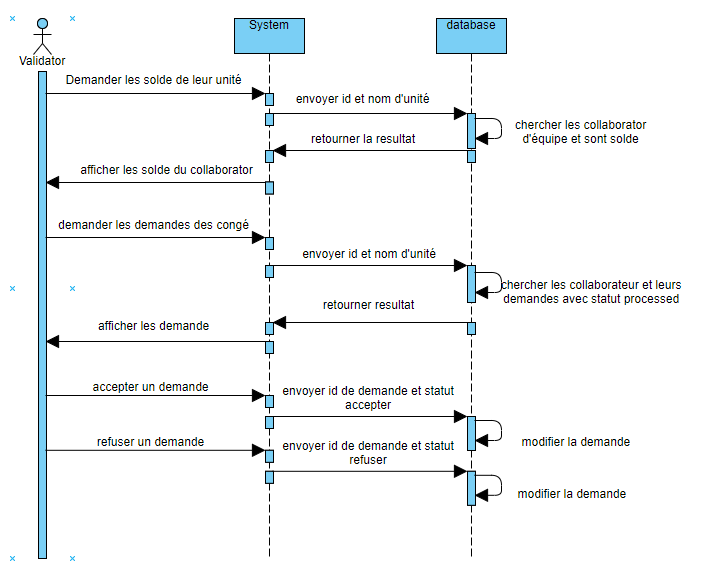 System
database
Validator
Demander les solde de leur unité
envoyer id et nom d'unité
chercher les collaborator
d'équipe et sont solde
retourner la resultat
afficher les solde du collaborator
demander les demandes des congé
envoyer id et nom d'unité
chercher les collaborateur et leurs
demandes avec statut processed
retourner resultat
afficher les demande
accepter un demande
envoyer id de demande et statut
accepter
refuser un demande
envoyer id de demande et statut
refuser
modifier la demande
modifier la demande